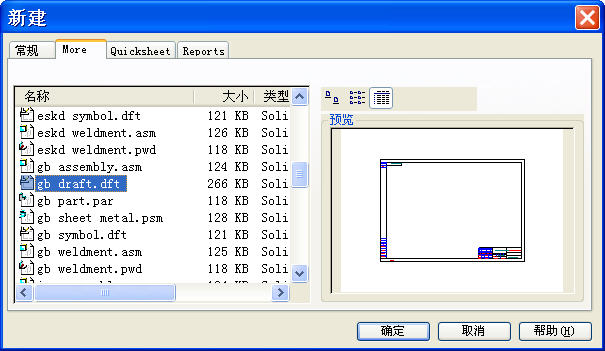 新建
常规 More Quicksheet Reports
名称 大小 类型
eskd symbol.dft 121 KB Soli
eskd weldment.asm 126 KB Soli
eskd weldment.pwd 118 KB Soli
gb assembly.asm 124 KB Soli
gb draft.dft 266 KB Soli
gb part.par 118 KB Soli
gb sheet metal.psm 128 KB Soli
gb symbol.dft 121 KB Soli
gb weldment.asm 125 KB Soli
gb weldment.pwd 118 KB Soli
预览
确定 取消 帮助(H)